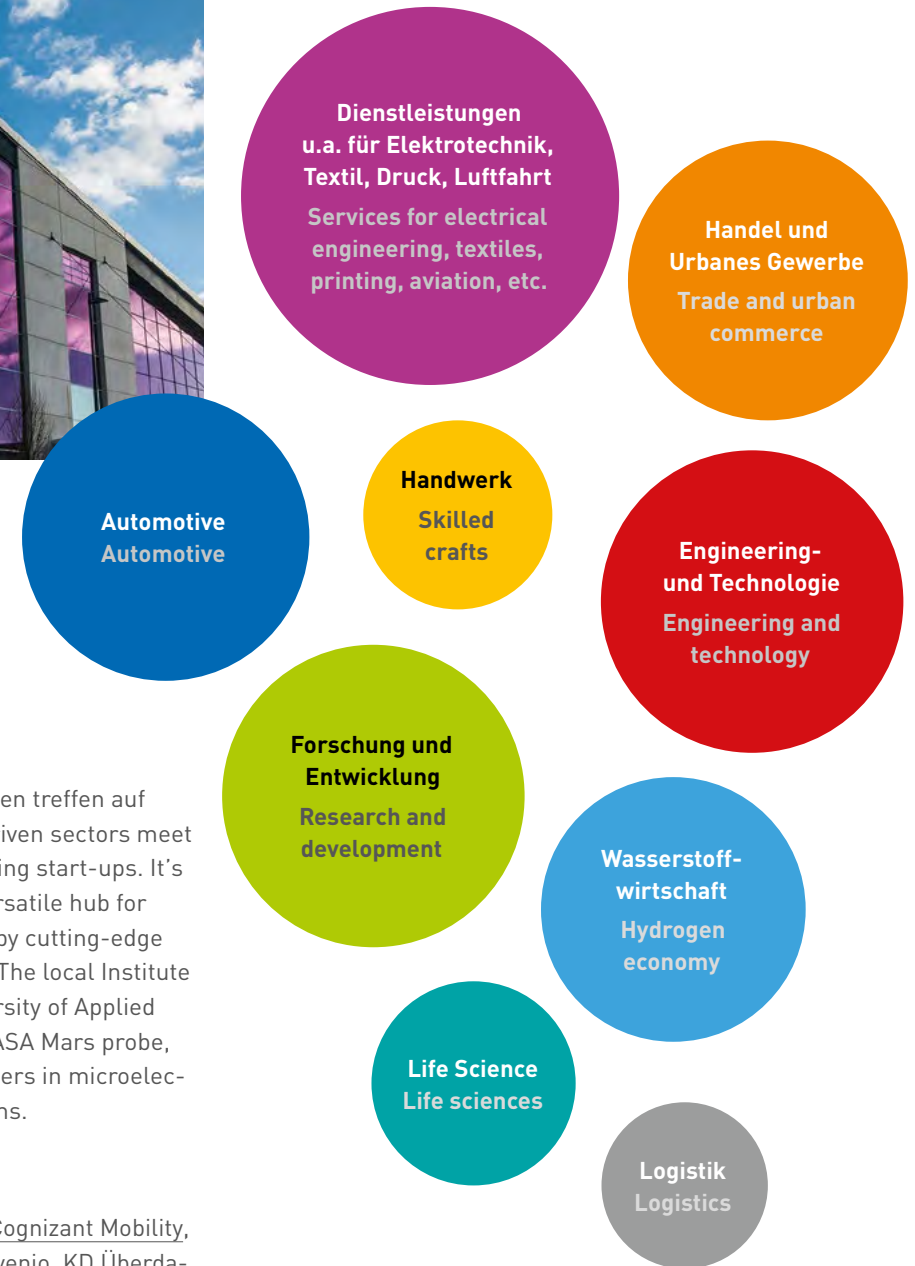 Dienstleistungen
u.a. für Elektrotechnik,
Textil, Druck, Luftfahrt
Services for electrical
engineering, textiles,
printing, aviation, etc.
Handel und
Urbanes Gewerbe
Trade and urban
commerce
Automotive
Automotive
Handwerk
Skilled
crafts
Engineering-
und Technologie
Engineering and
technology
Forschung und
Entwicklung
Research and
development
Wasserstoff-
wirtschaft
Hydrogen
economy
Life Science
Life sciences
Logistik
Logistics
en treffen auf
iven sectors meet
ing start-ups. It’s
rsatile hub for
by cutting-edge
The local Institute
rsity of Applied
ASA Mars probe,
ers in microelec-
ns.
Cognizant Mobility,
venio, KD Überda-